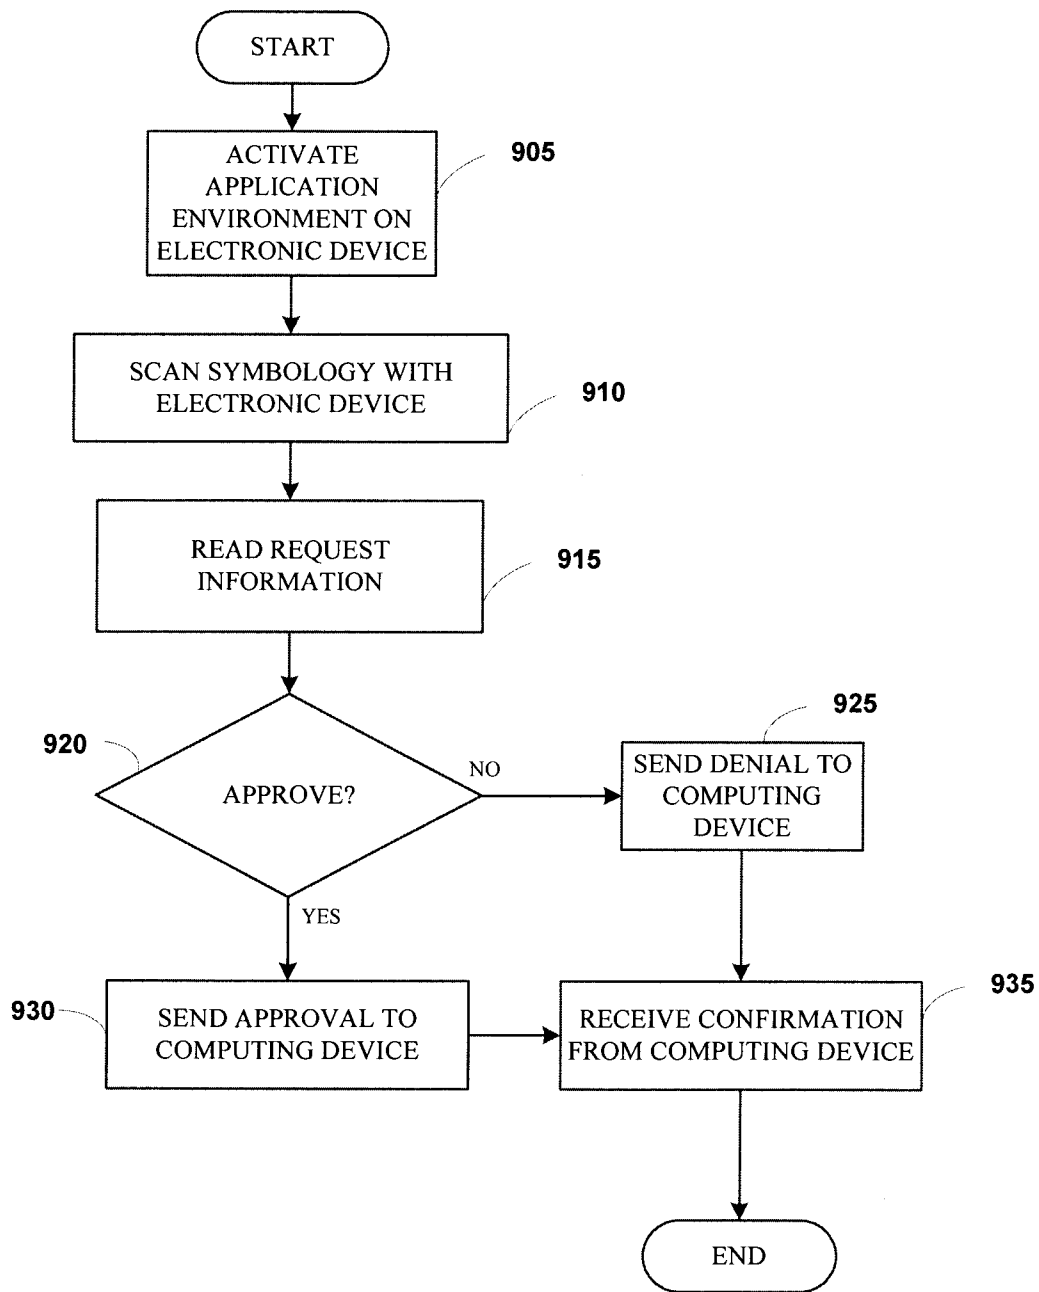 START
905
ACTIVATE
APPLICATION
ENVIRONMENT ON
ELECTRONIC DEVICE
SCAN SYMBOLOGY WITH
ELECTRONIC DEVICE
910
READ REQUEST
INFORMATION
915
920
APPROVE?
NO
YES
925
SEND DENIAL TO
COMPUTING
DEVICE
930
SEND APPROVAL TO
COMPUTING DEVICE
935
RECEIVE CONFIRMATION
FROM COMPUTING DEVICE
END